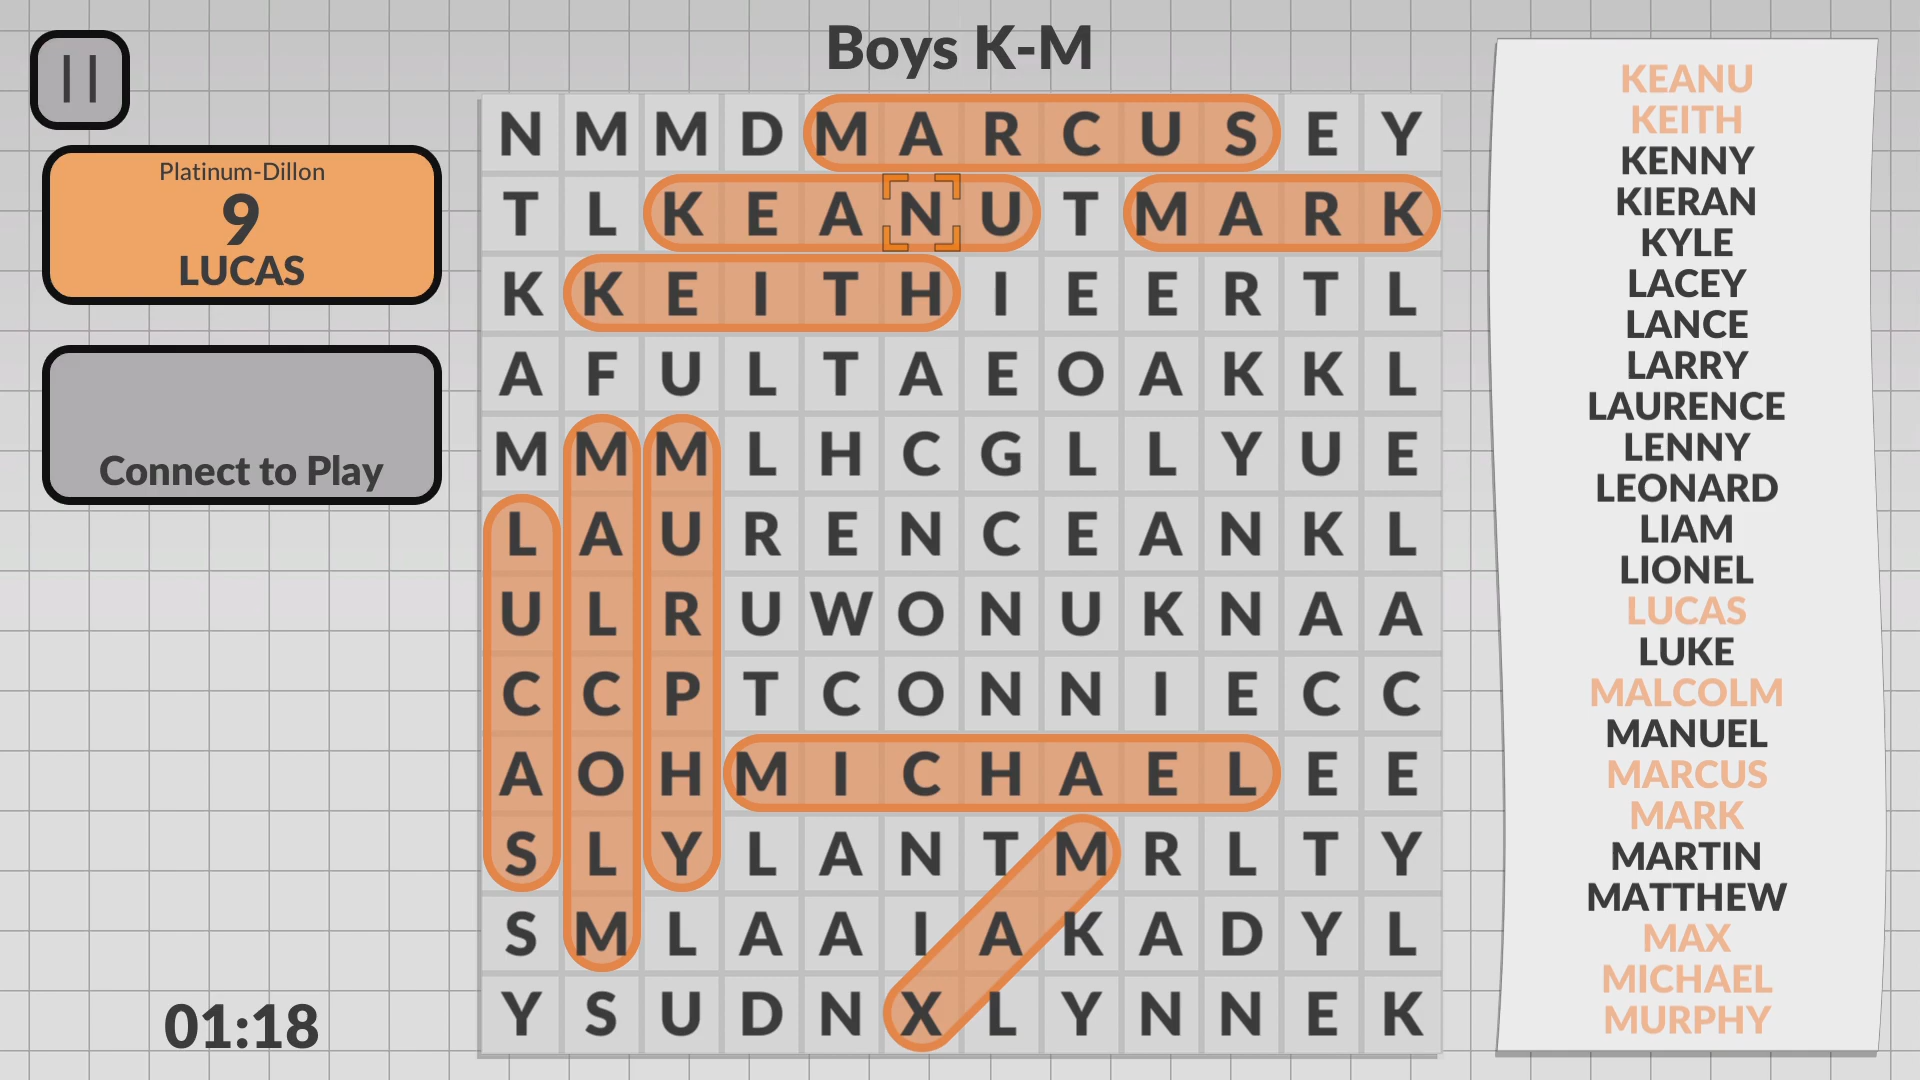 Boys K-M
Platinum-Dillon
9
LUCAS
Connect to Play
01:18
N M M D M A R C U S E Y
T L K E A N U T M A R K
K K E I T H I E E R T L
A F U L T A E O A K K L
M M M L H C G L L Y U E
L A U R E N C E A N K L
U L R U W O N U K N A A
C C P T C O N N I E C C
A O H M I C H A E L E E
S L Y L A N T M R L T Y
S M L A A I A K A D Y L
Y S U D N X L Y N N E K
KEANU
KEITH
KENNY
KIERAN
KYLE
LACEY
LANCE
LARRY
LAURENCE
LENNY
LEONARD
LIAM
LIONEL
LUCAS
LUKE
MALCOLM
MANUEL
MARCUS
MARK
MARTIN
MATTHEW
MAX
MICHAEL
MURPHY